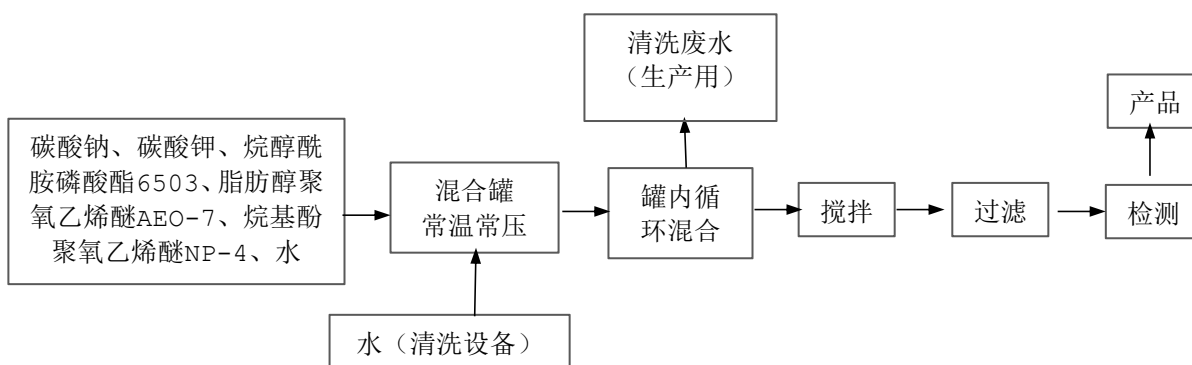 碳酸钠、碳酸钾、烷醇酰
胺磷酸酯6503、脂肪醇聚
氧乙烯醚AEO-7、烷基酚
聚氧乙烯醚NP-4、水
混合罐
常温常压
水（清洗设备）
清洗废水
（生产用）
罐内循
环混合
搅拌
过滤
检测
产品